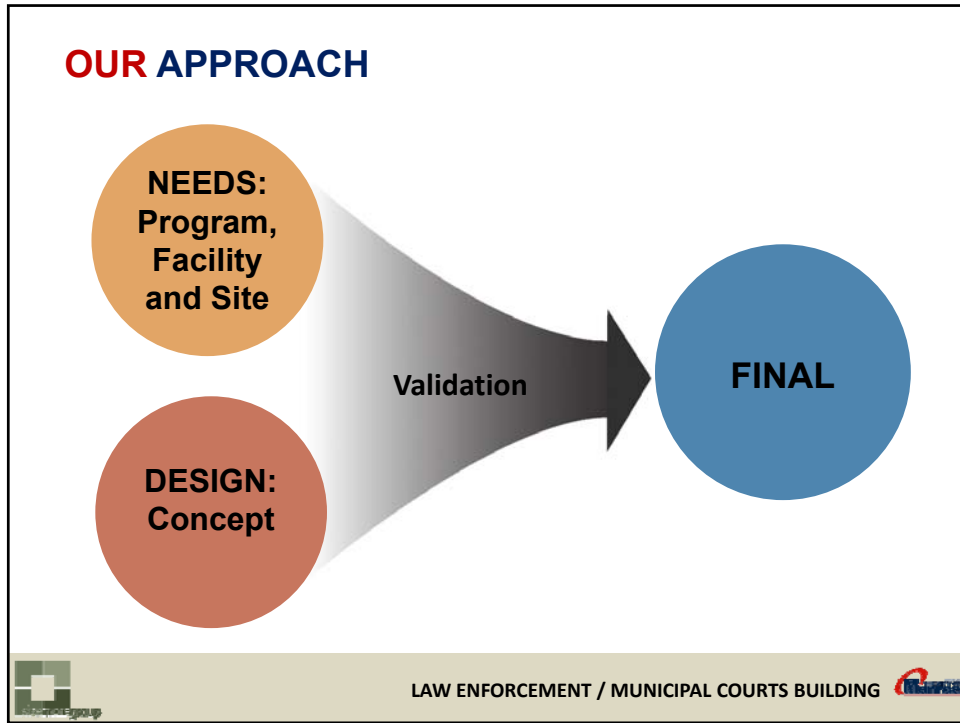 OUR APPROACH
NEEDS:
Program,
Facility
and Site
Validation
FINAL
DESIGN:
Concept
LAW ENFORCEMENT / MUNICIPAL COURTS BUILDING